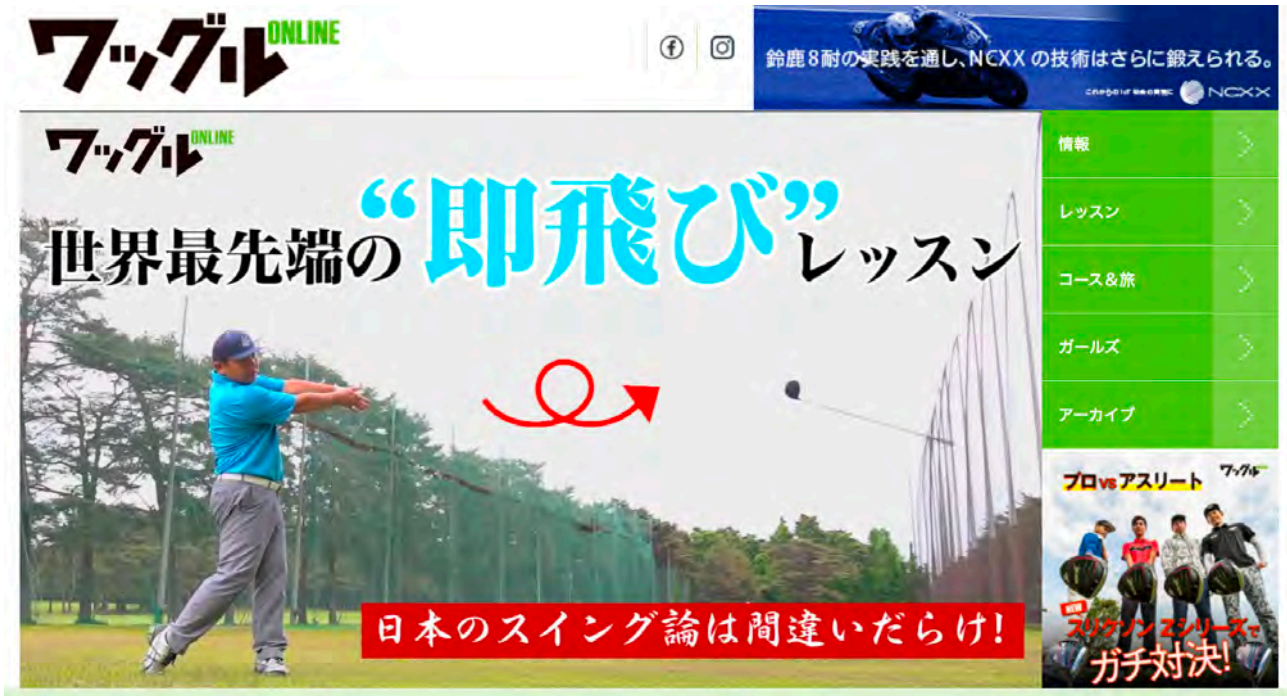 ワッグル ONLINE
鈴鹿8耐の実践を通し、NCXX の技術はさらに鍛えられる。
NCXX
ワッグル ONLINE
世界最先端の“即飛び”レッスン
日本のスイング論は間違いだらけ!
情報
レッスン
コース&旅
ガールズ
アーカイブ
ワッグル
プロvsアスリート
NEW
スリクソン Zシリーズで
ガチ対決!